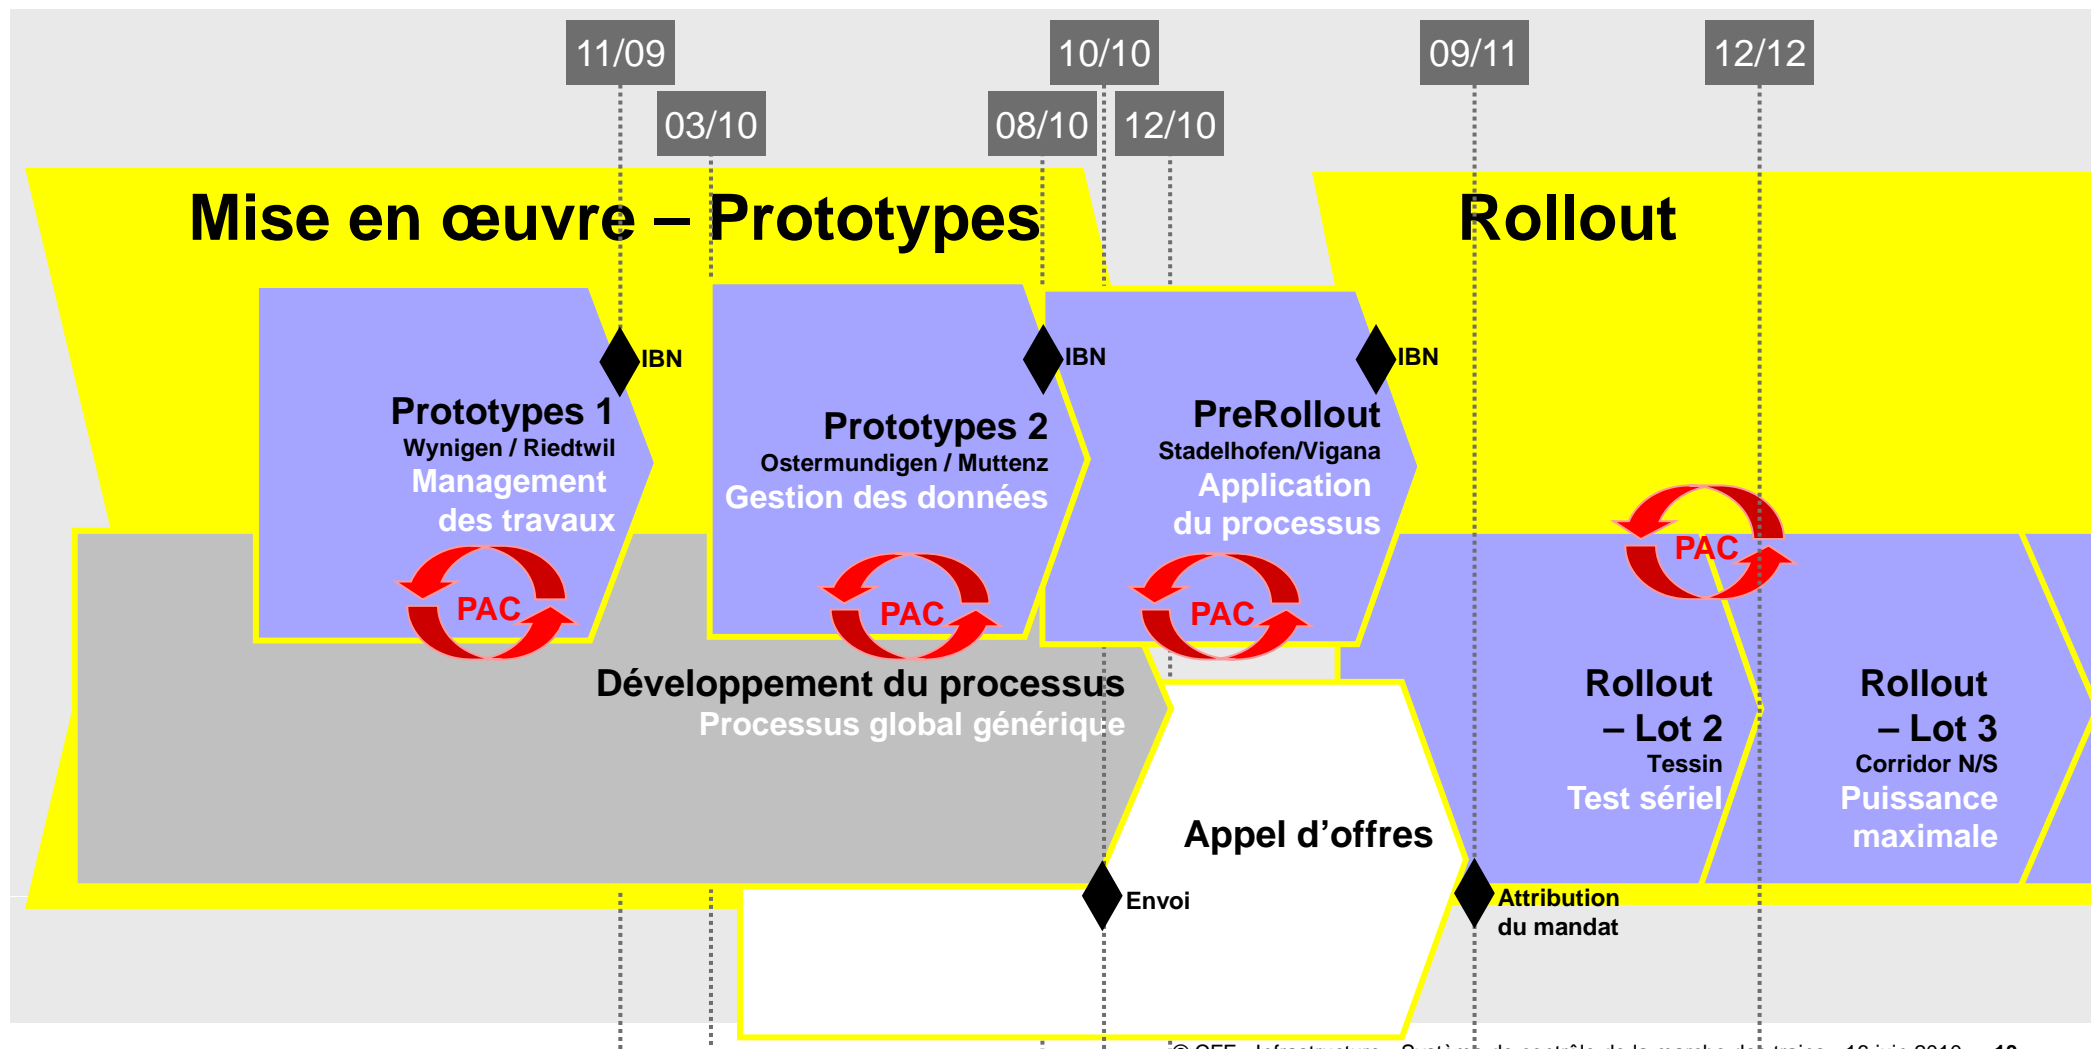 11/09
10/10
09/11
12/12
03/10
08/10
12/10
Mise en œuvre – Prototypes
Rollout
IBN
IBN
IBN
Prototypes 1
Wynigen / Riedtwil
Management
des travaux
PAC
Prototypes 2
Ostermundigen / Muttenz
Gestion des données
PAC
PreRollout
Stadelhofen/Vigana
Application
du processus
PAC
PAC
Développement du processus
Processus global générique
Rollout
– Lot 2
Tessin
Test sériel
Rollout
– Lot 3
Corridor N/S
Puissance
maximale
Appel d’offres
Envoi
Attribution
du mandat